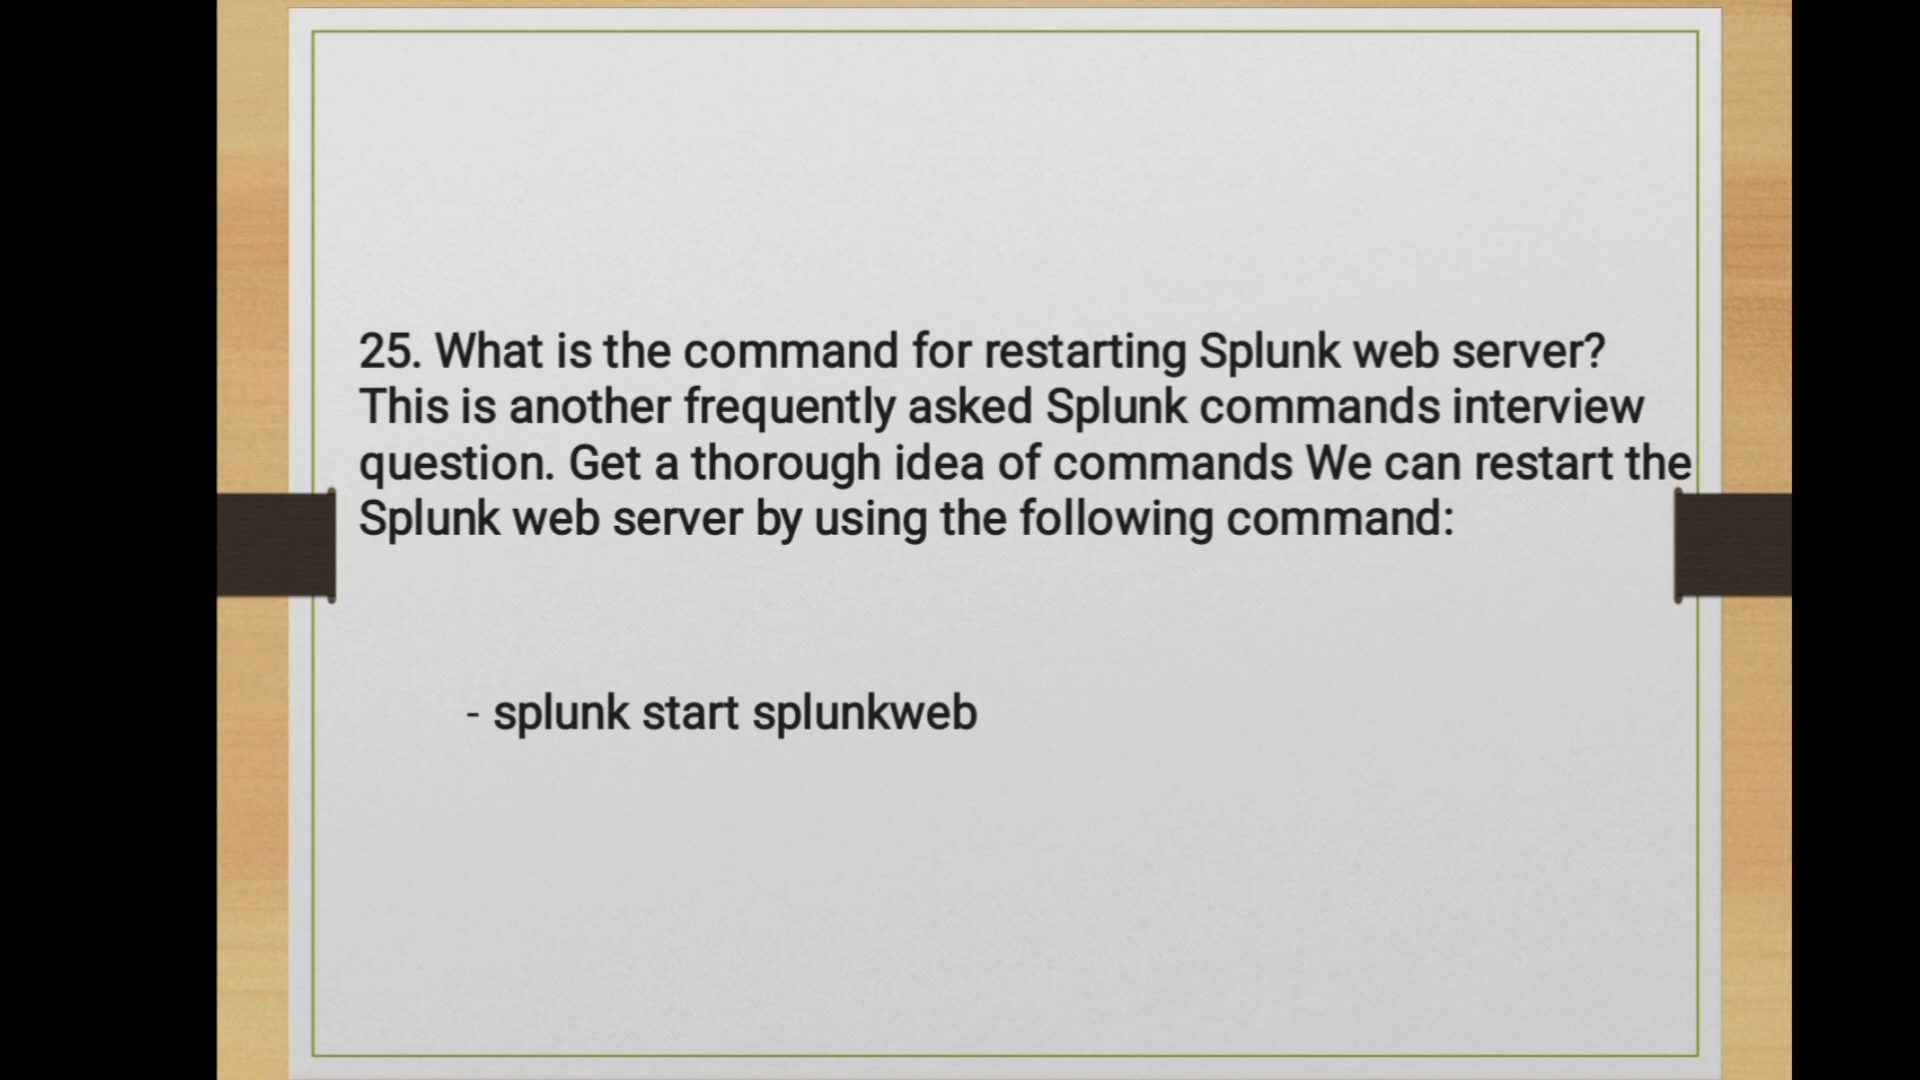 25. What is the command for restarting Splunk web server?
This is another frequently asked Splunk commands interview
question. Get a thorough idea of commands We can restart the
Splunk web server by using the following command:
- splunk start splunkweb